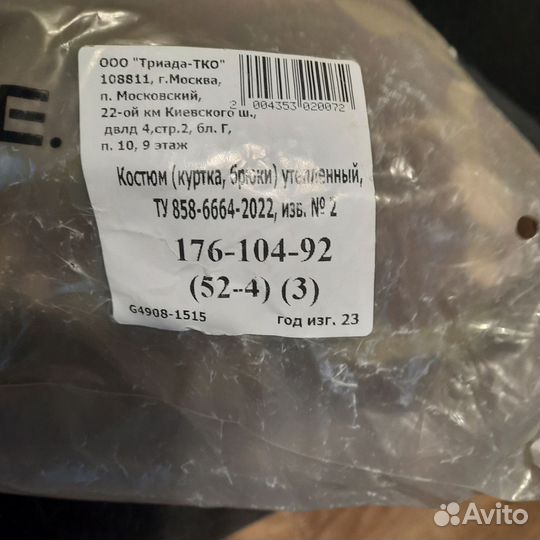 ООО "Триада-ТКО"
108811, г.Москва,
п. Московский,
22-ой км Киевского ш.,
двлд 4,стр.2, бл. Г,
п. 10, 9 этаж
2 004353 020072
Костюм (куртка, брюки) утепленный,
ТУ 858-6664-2022, изб. № 2
176-104-92
(52-4) (3)
G4908-1515 год изг. 23
E.
Avito